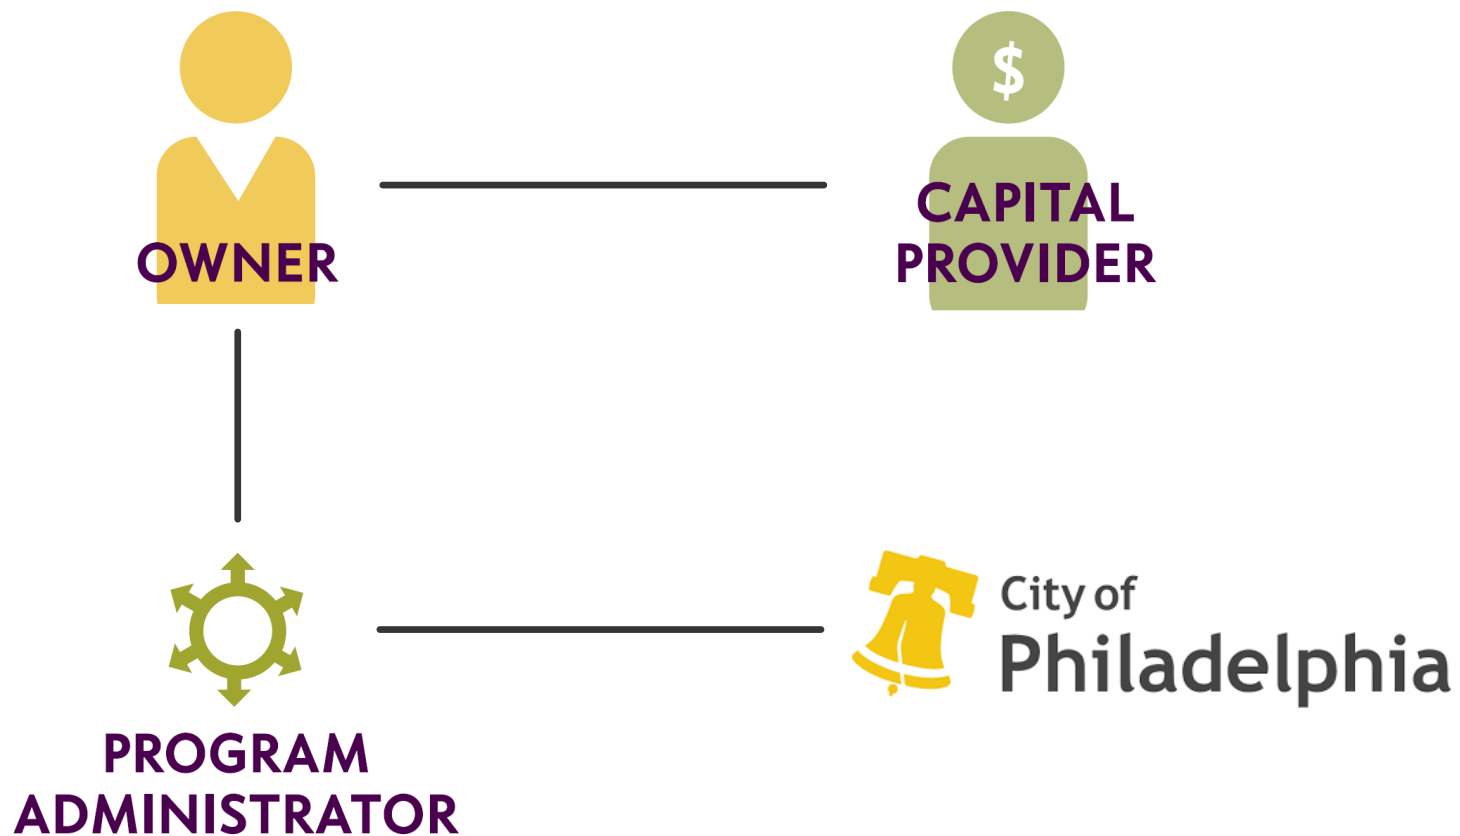 $
OWNER
CAPITAL
PROVIDER
City of
Philadelphia
PROGRAM
ADMINISTRATOR